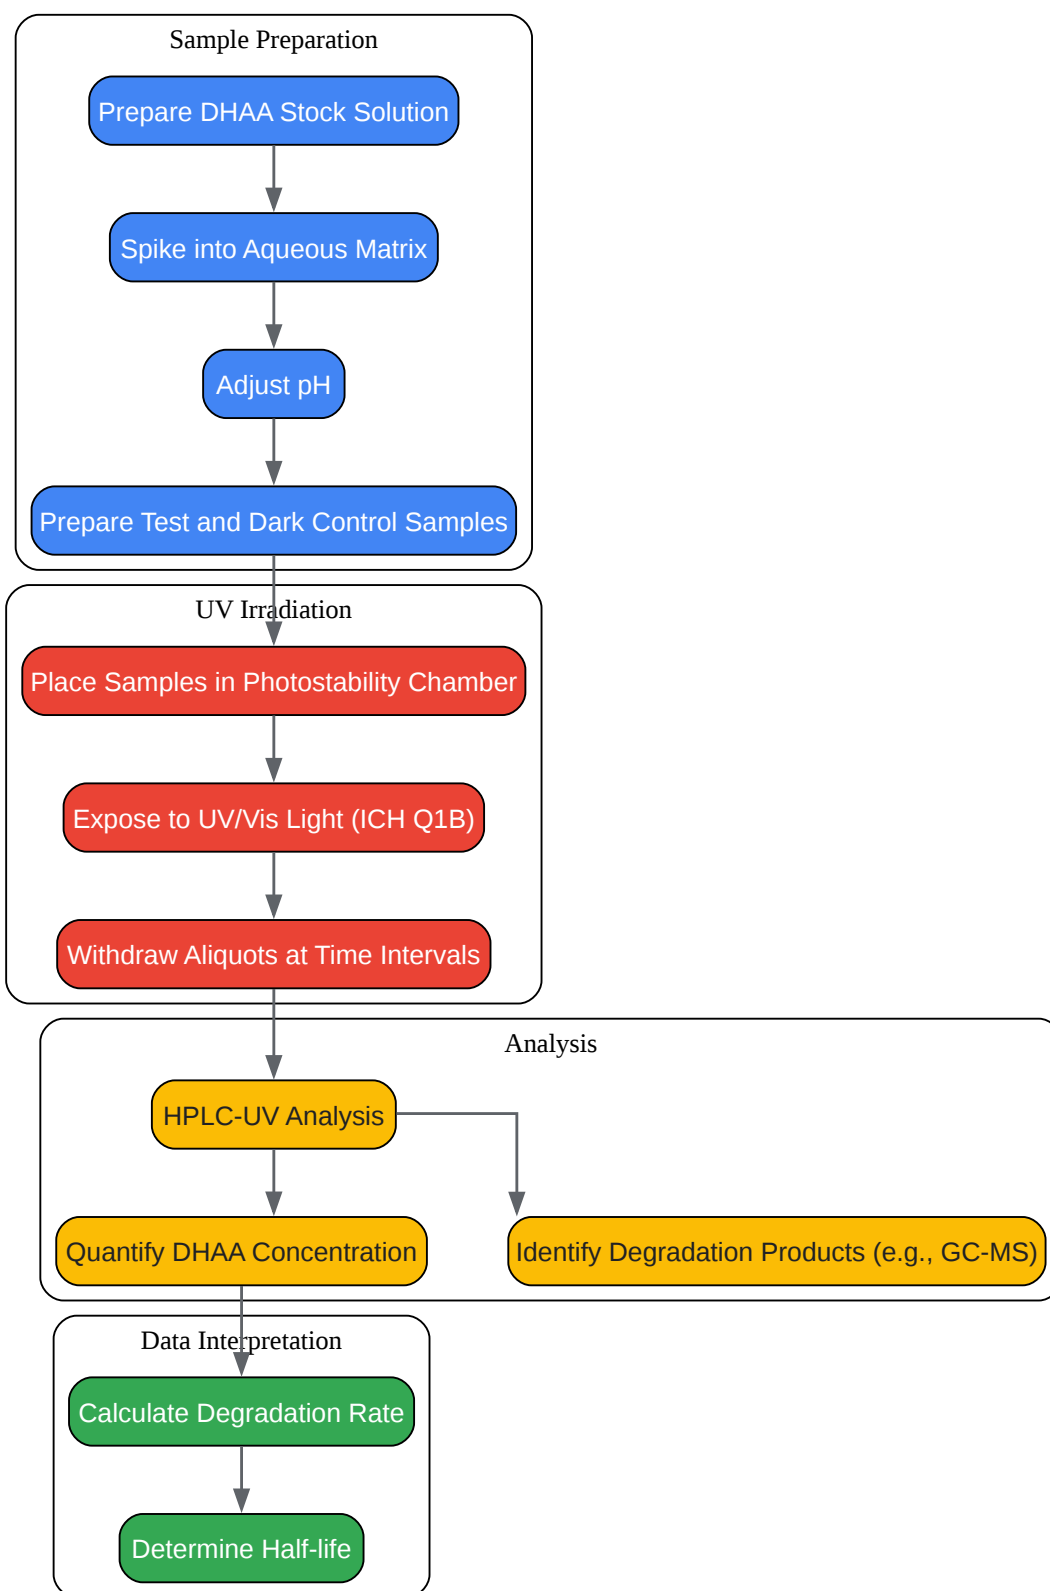 Sample Preparation
Prepare DHAA Stock Solution
Spike into Aqueous Matrix
Adjust pH
Prepare Test and Dark Control Samples
UV Irradiation
Place Samples in Photostability Chamber
Expose to UV/Vis Light (ICH Q1B)
Withdraw Aliquots at Time Intervals
Analysis
HPLC-UV Analysis
Quantify DHAA Concentration
Identify Degradation Products (e.g., GC-MS)
Data Interpretation
Calculate Degradation Rate
Determine Half-life